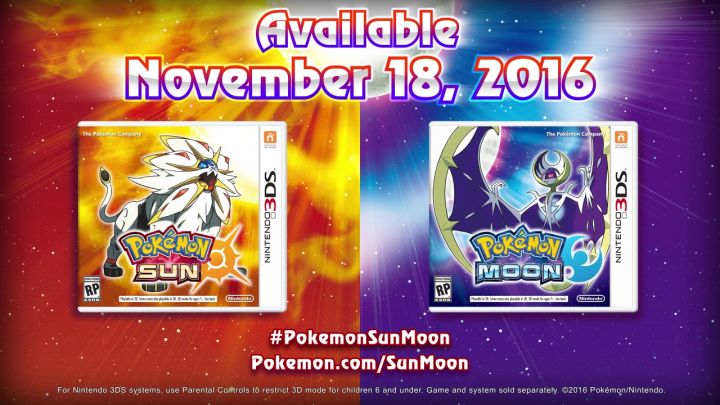 Available
November 18, 2016
The Pokémon Company
NINTENDO 3DS
POKéMON
SUN
RP
ESRB
Nintendo
The Pokémon Company
NINTENDO 3DS
POKéMON
MOON
RP
ESRB
Nintendo
#PokemonSunMoon
Pokemon.com/SunMoon
For Nintendo 3DS systems, use Parental Controls to restrict 3D mode for children 6 and under. Game and system sold separately. ©2016 Pokémon/Nintendo.